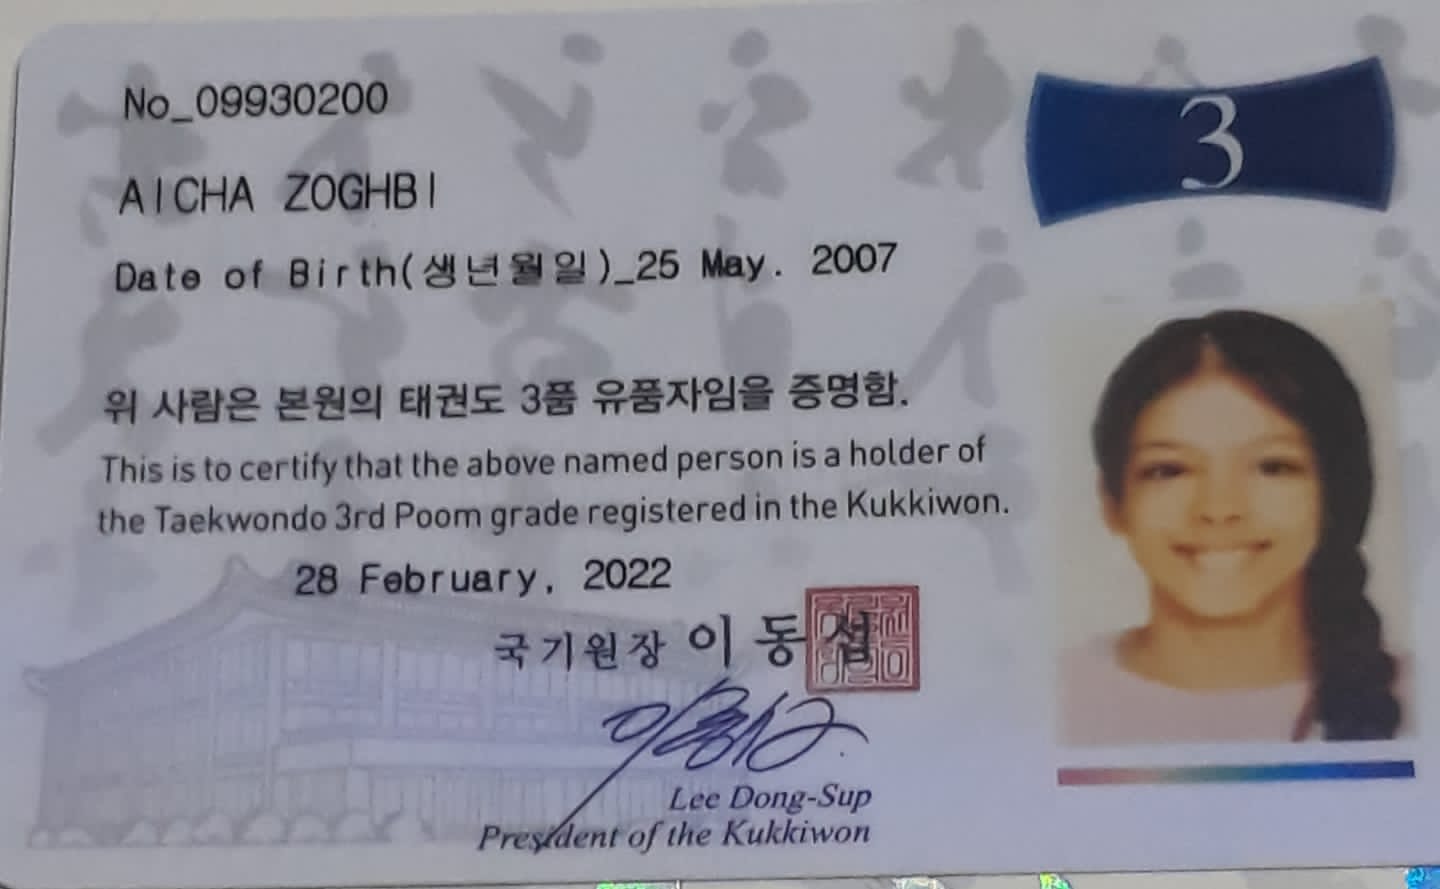 No_09930200
3
AICHA ZOGHBI
Date of Birth(생년월일)_25 May. 2007
위 사람은 본원의 태권도 3품 유품자임을 증명함.
This is to certify that the above named person is a holder of
the Taekwondo 3rd Poom grade registered in the Kukkiwon.
28 February, 2022
국기원장 이동섭
Lee Dong-Sup
President of the Kukkiwon